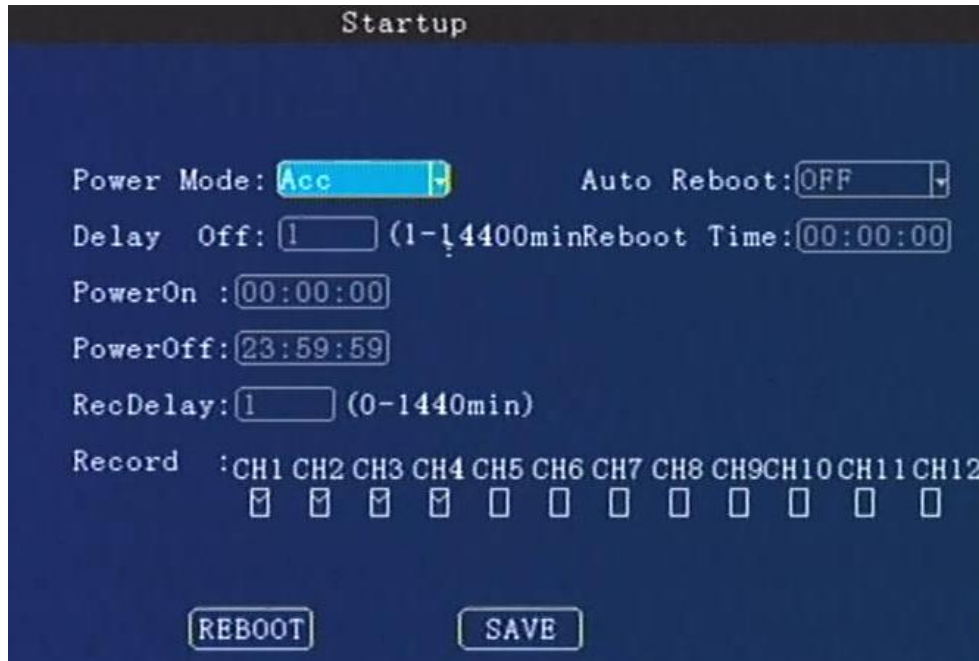 Startup
Power Mode: Acc Auto Reboot: OFF
Delay Off: 1 (1-14400minReboot Time: 00:00:00
PowerOn : 00:00:00
PowerOff: 23:59:59
RecDelay: 1 (0-1440min)
Record : CH1 CH2 CH3 CH4 CH5 CH6 CH7 CH8 CH9CH10 CH11 CH12
REBOOT SAVE